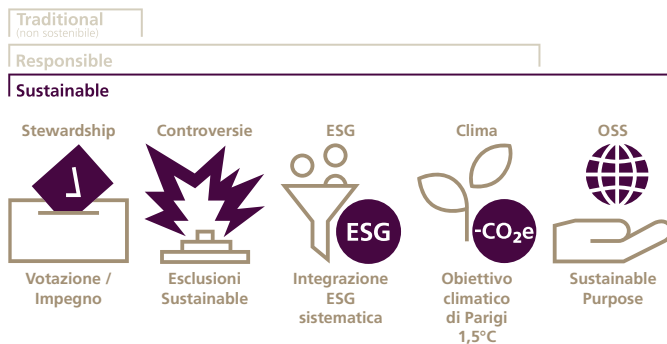 Traditional
(non sostenibile)
Responsible
Sustainable
Stewardship
Controversie
ESG
Clima
OSS
ESG
-CO₂e
Votazione /
Impegno
Esclusioni
Sustainable
Integrazione
ESG
sistematica
Obiettivo
climatico
di Parigi
1,5°C
Sustainable
Purpose